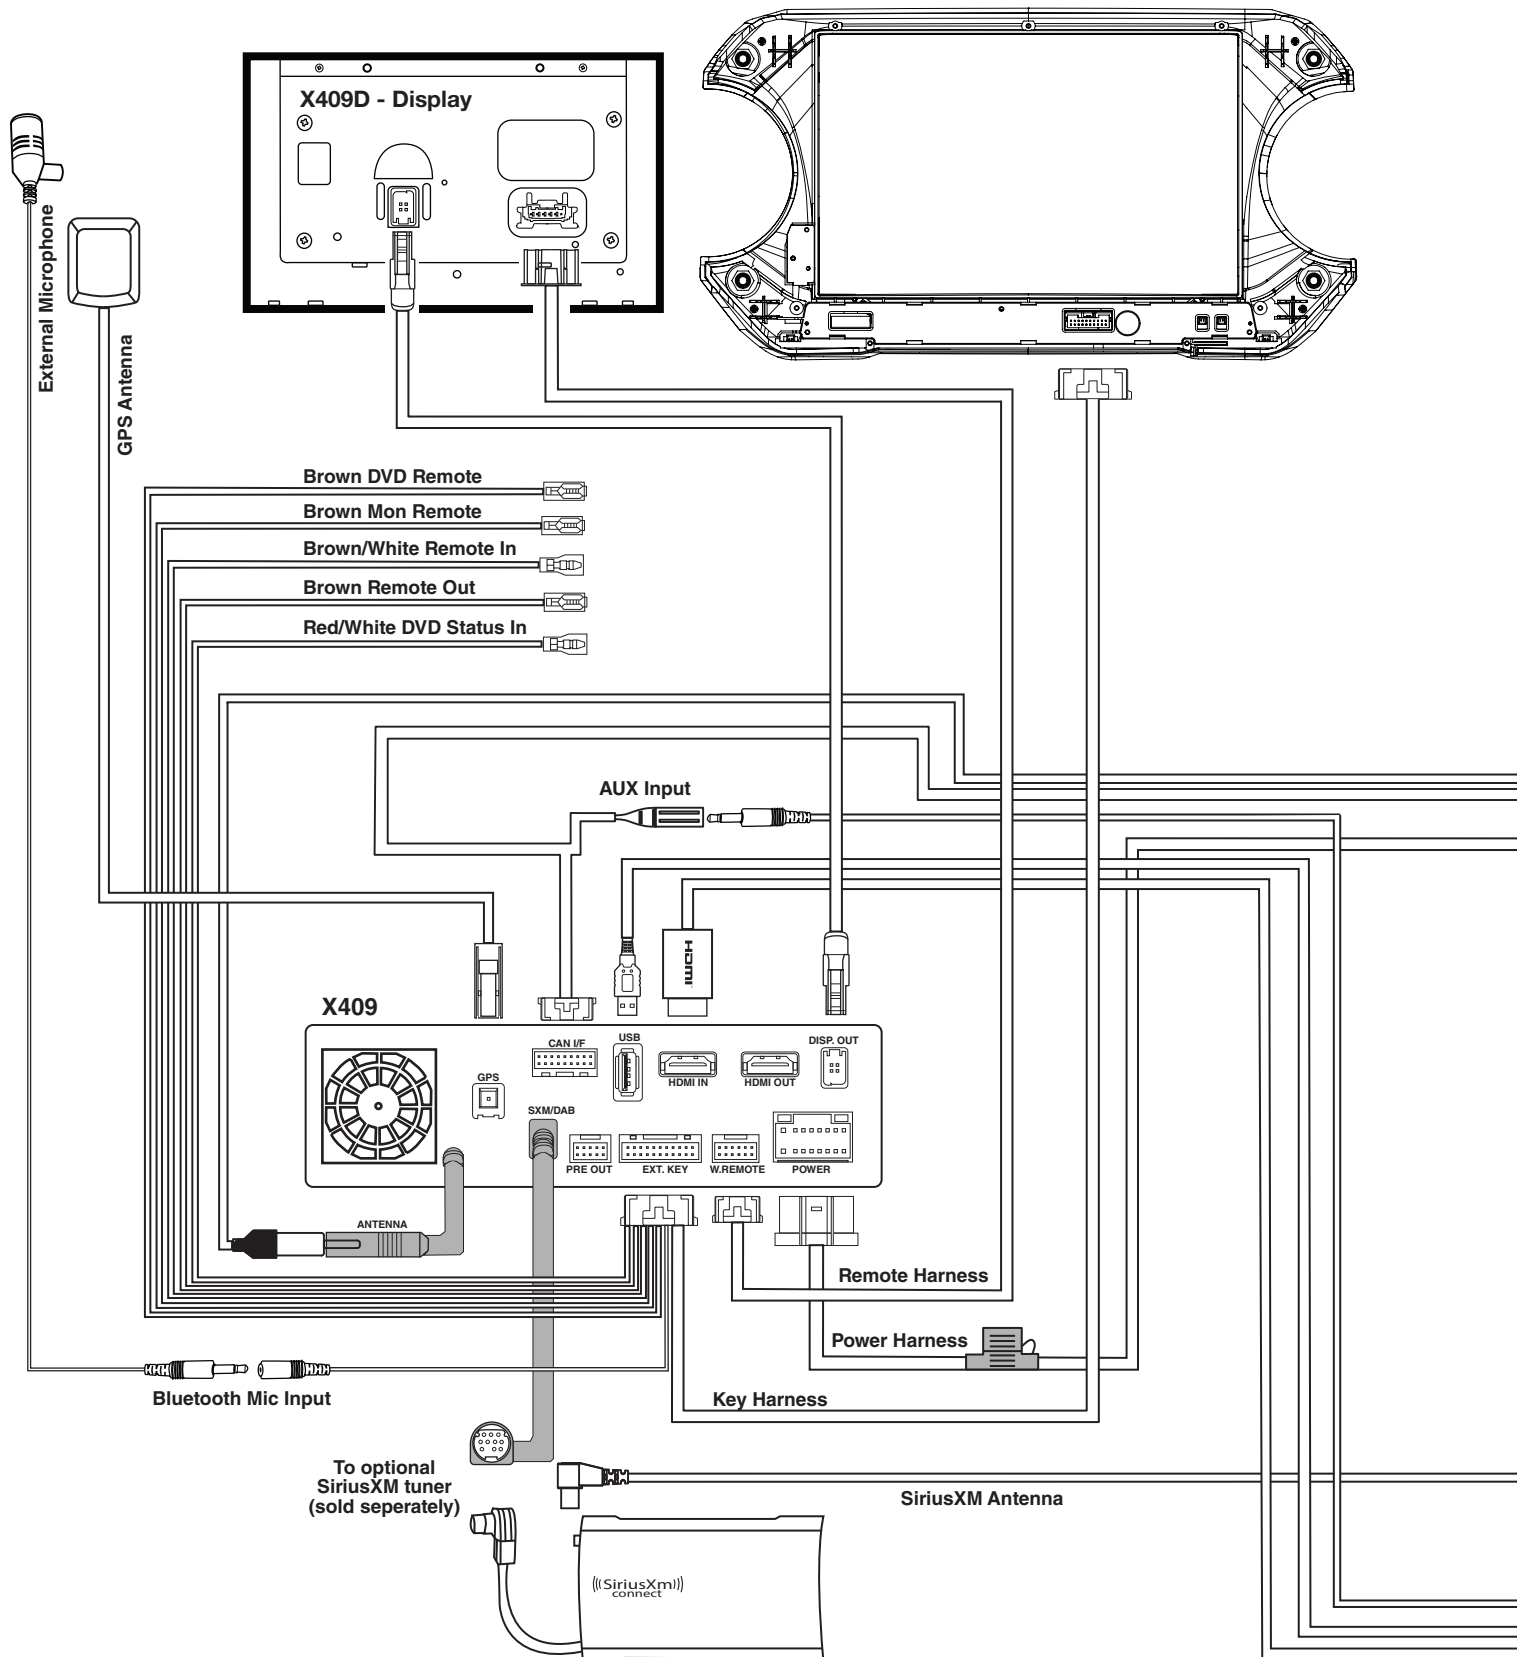 X409D - Display
External Microphone
GPS Antenna
Brown DVD Remote
Brown Mon Remote
Brown/White Remote In
Brown Remote Out
Red/White DVD Status In
AUX Input
HDMI
X409
CAN I/F
USB
DISP. OUT
HDMI IN
HDMI OUT
GPS
SXM/DAB
PRE OUT
EXT. KEY
W.REMOTE
POWER
ANTENNA
Remote Harness
Power Harness
Bluetooth Mic Input
Key Harness
To optional
SiriusXM tuner
(sold seperately)
SiriusXM Antenna
(((SiriusXm)))
connect